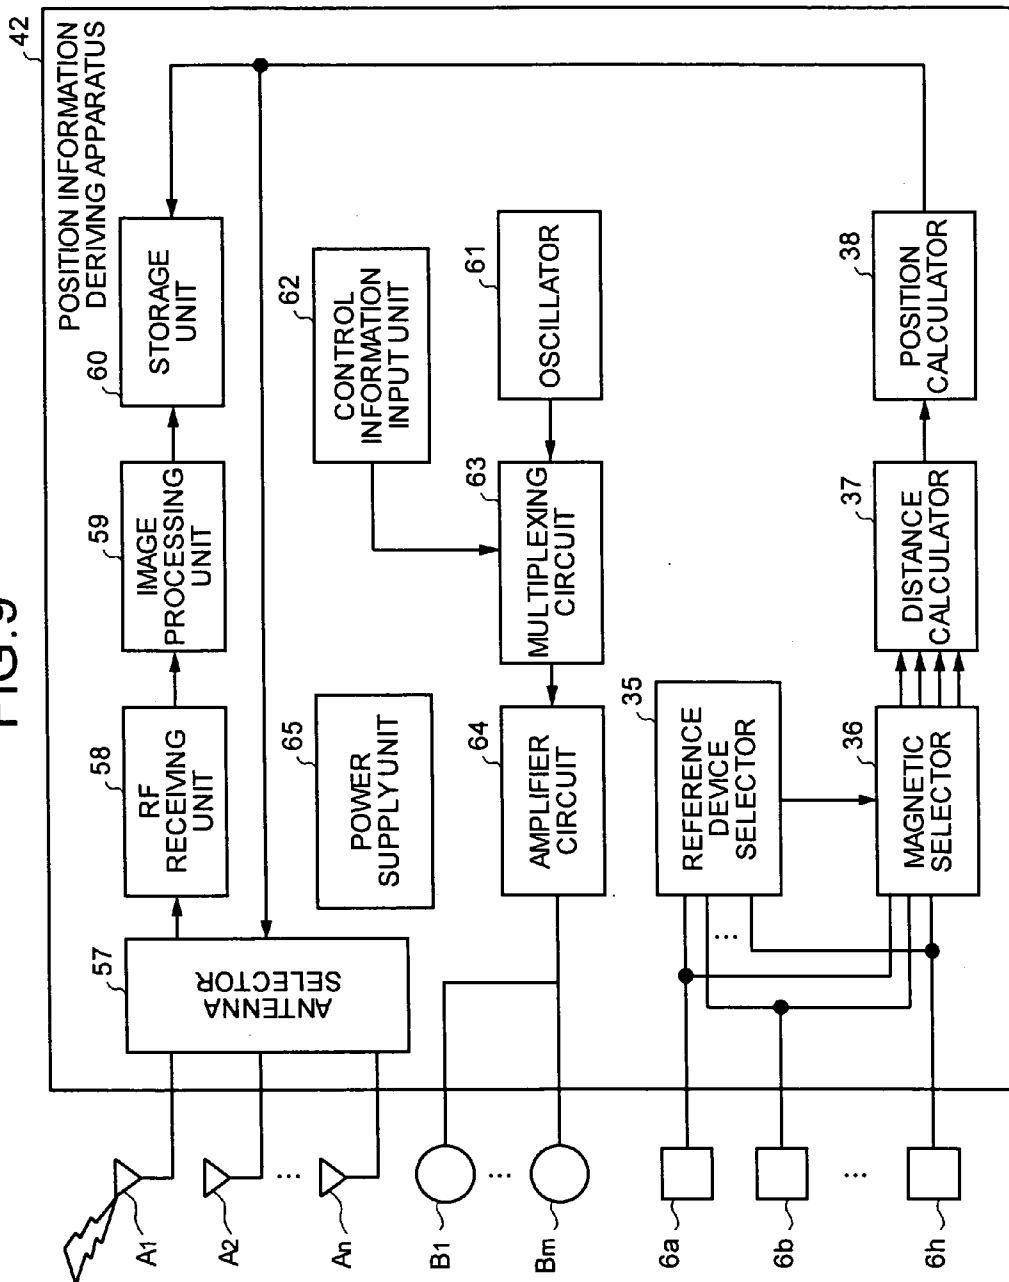 FIG.9
42
POSITION INFORMATION
DERIVING APPARATUS
A1
A2
...
An
57
ANTENNA
SELECTOR
58
RF
RECEIVING
UNIT
59
IMAGE
PROCESSING
UNIT
60
STORAGE
UNIT
65
POWER
SUPPLY UNIT
62
CONTROL
INFORMATION
INPUT UNIT
B1
...
Bm
64
AMPLIFIER
CIRCUIT
63
MULTIPLEXING
CIRCUIT
61
OSCILLATOR
6a
6b
...
6h
35
REFERENCE
DEVICE
SELECTOR
...
36
MAGNETIC
SELECTOR
37
DISTANCE
CALCULATOR
38
POSITION
CALCULATOR